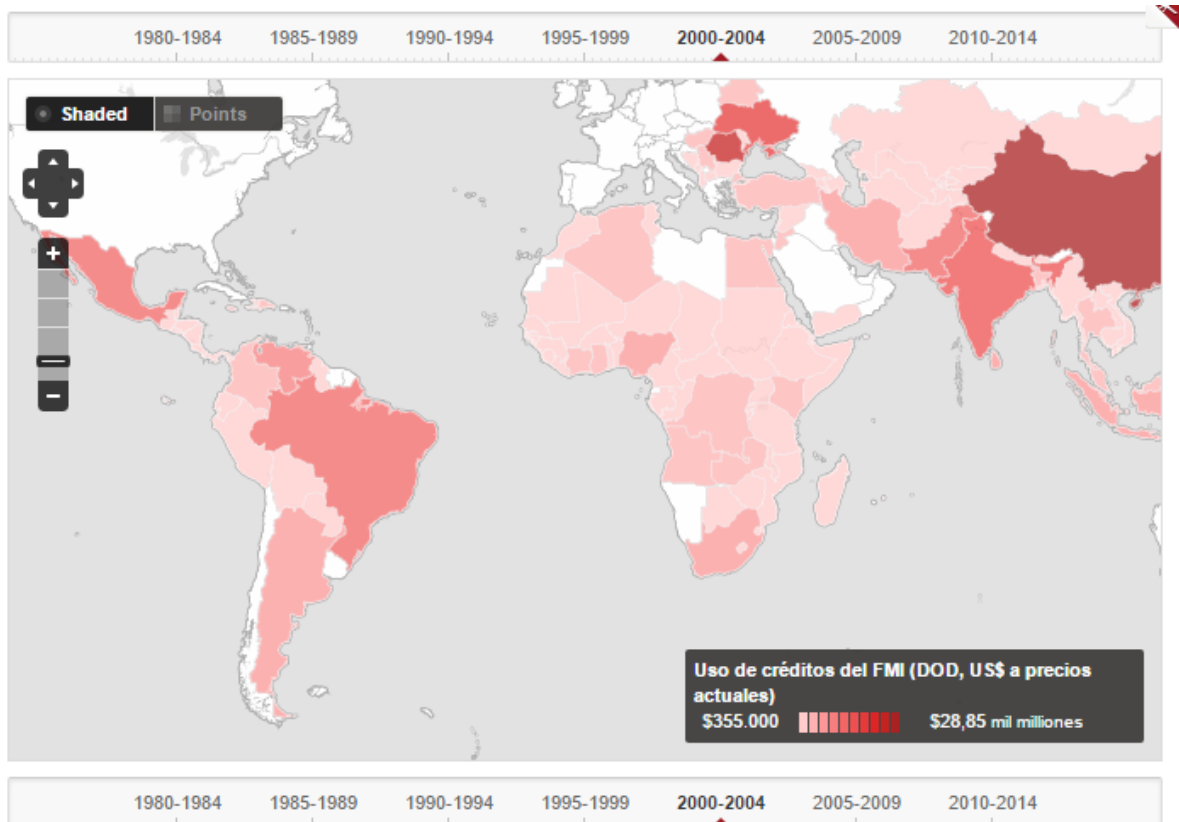 1980-1984 1985-1989 1990-1994 1995-1999 2000-2004 2005-2009 2010-2014
Shaded Points
+
−
Uso de créditos del FMI (DOD, US$ a precios
actuales)
$355.000 $28,85 mil millones
1980-1984 1985-1989 1990-1994 1995-1999 2000-2004 2005-2009 2010-2014